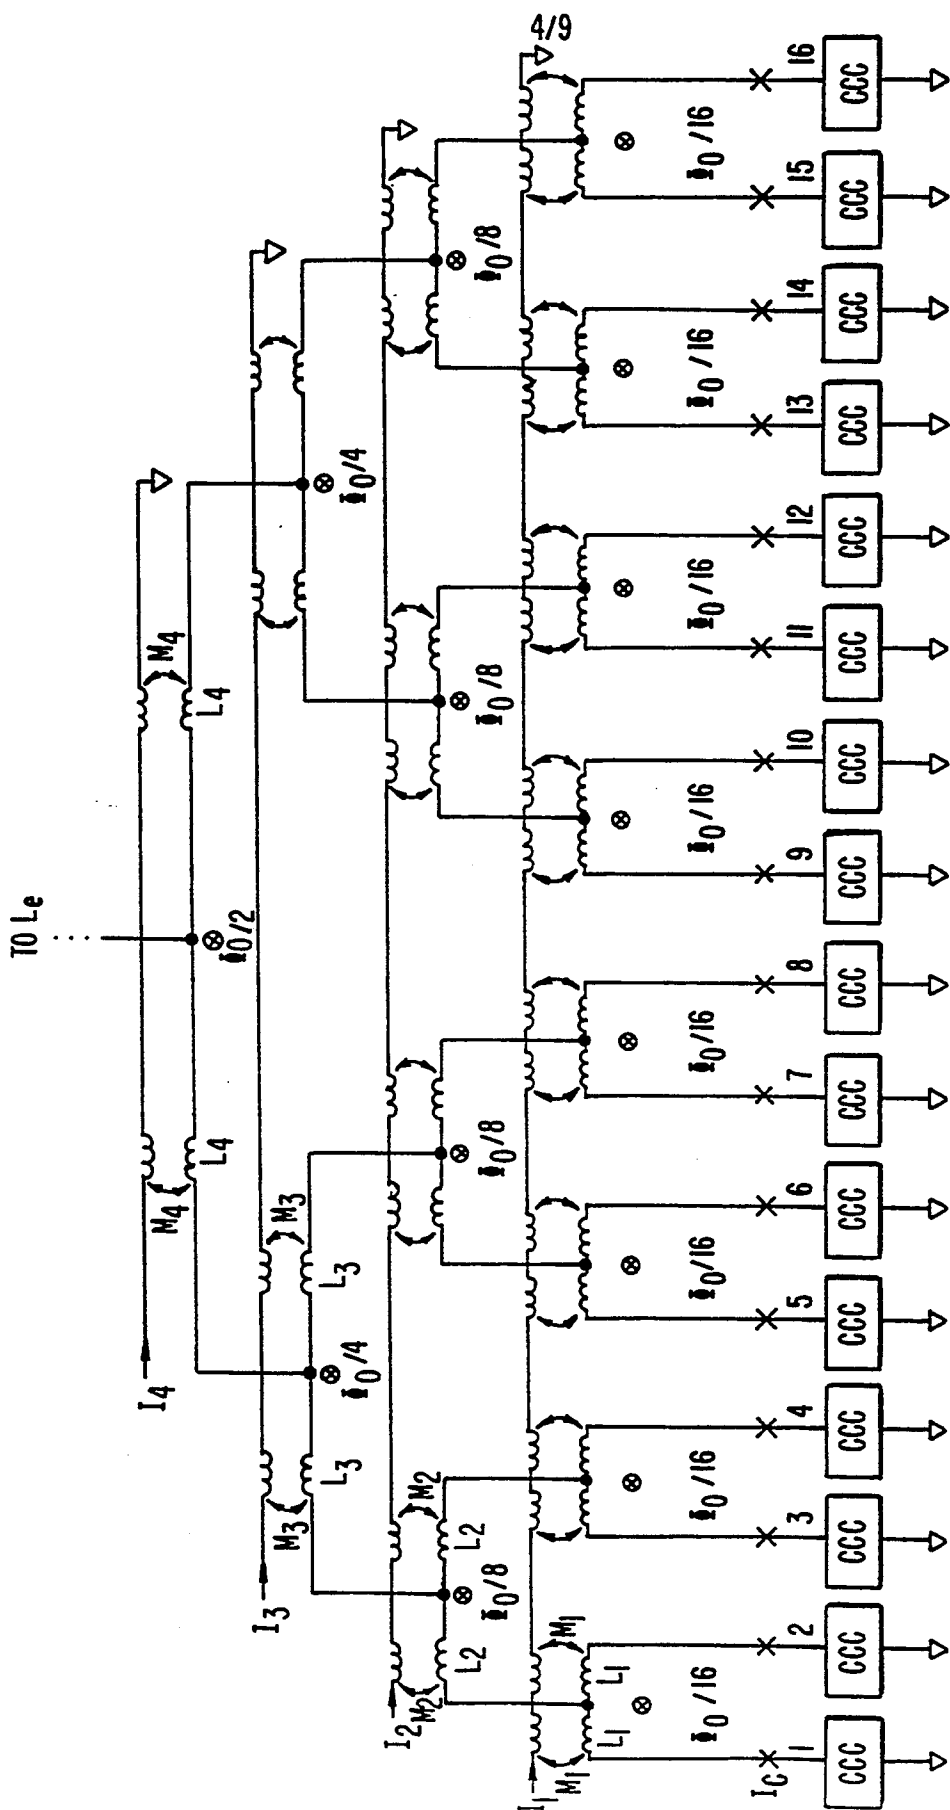 TO Le
I4
M4
L4
M4
L4
Φ0/2
I3
M3
L3
M3
L3
Φ0/4
Φ0/4
I2
M2
L2
M2
L2
Φ0/8
Φ0/8
Φ0/8
Φ0/8
4/9
I1
M1
L1
M1
L1
Φ0/16
Φ0/16
Φ0/16
Φ0/16
Φ0/16
Φ0/16
Φ0/16
Φ0/16
IC
1 2 3 4 5 6 7 8 9 10 11 12 13 14 15 16
CCC CCC CCC CCC CCC CCC CCC CCC CCC CCC CCC CCC CCC CCC CCC CCC